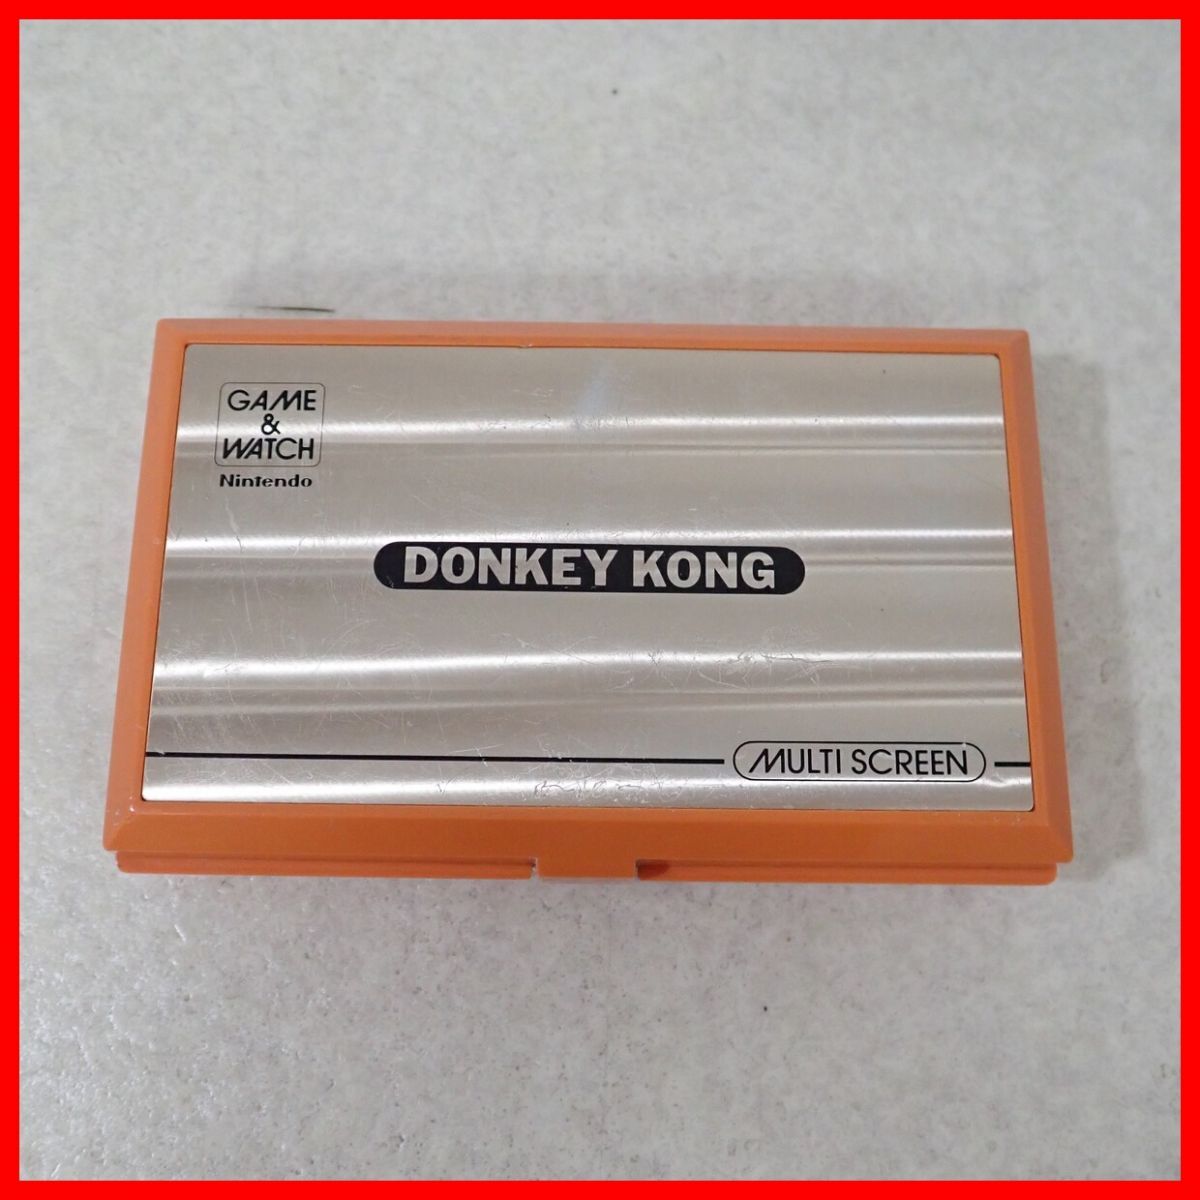 GAME
&
WATCH
Nintendo
DONKEY KONG
MULTI SCREEN